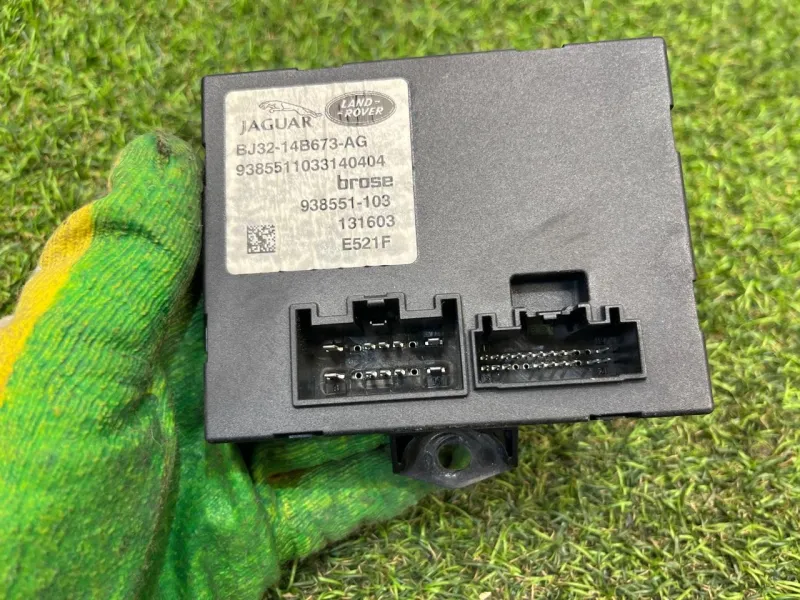 JAGUAR
LAND-
-ROVER
BJ32-14B673-AG
9385511033140404
brose
938551-103
131603
E521F